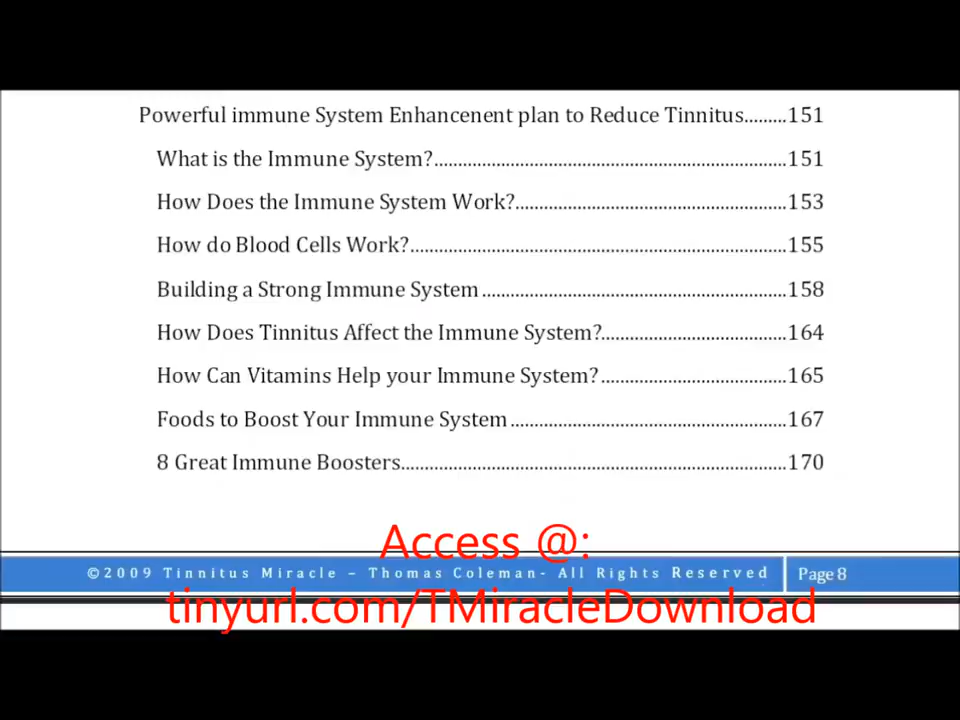 Powerful immune System Enhancenent plan to Reduce Tinnitus.........151
What is the Immune System?..........................................................................151
How Does the Immune System Work?.........................................................153
How do Blood Cells Work?...............................................................................155
Building a Strong Immune System................................................................158
How Does Tinnitus Affect the Immune System?.......................................164
How Can Vitamins Help your Immune System?.......................................165
Foods to Boost Your Immune System..........................................................167
8 Great Immune Boosters.................................................................................170
Access @:
©2009 Tinnitus Miracle – Thomas Coleman- All Rights Reserved Page 8
tinyurl.com/TMiracleDownload